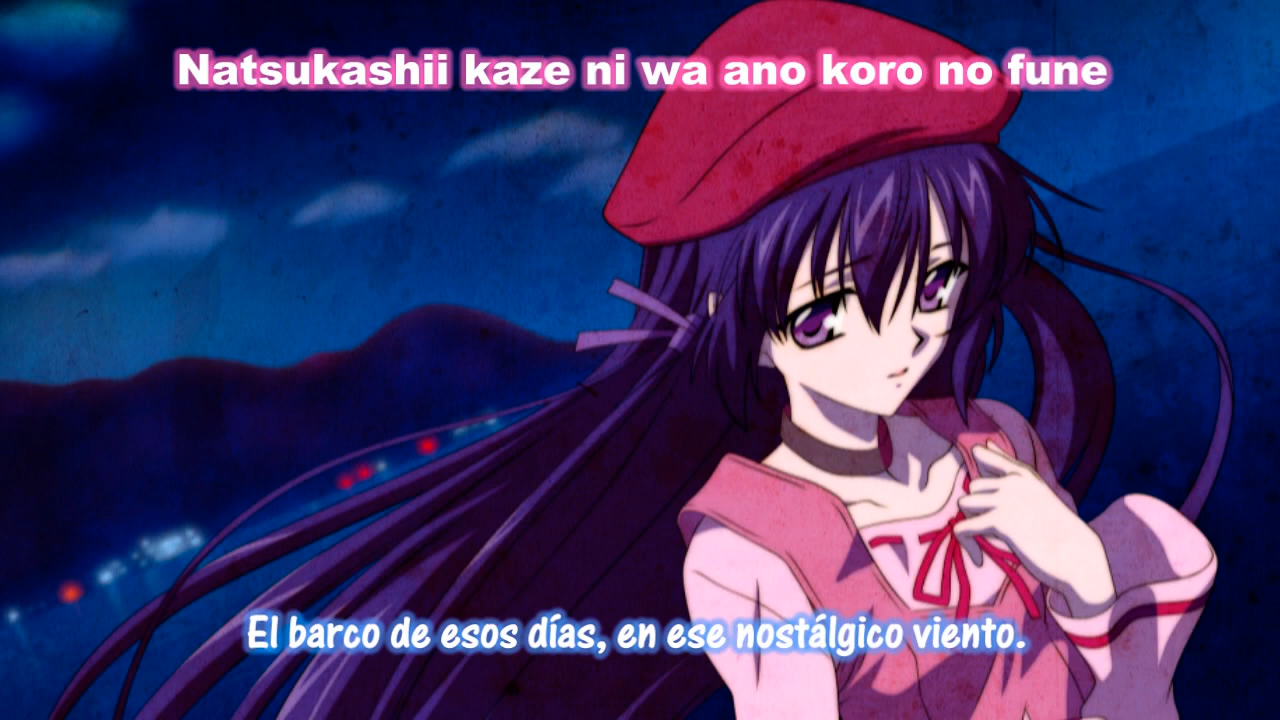 Natsukashii kaze ni wa ano koro no fune
El barco de esos días, en ese nostálgico viento.